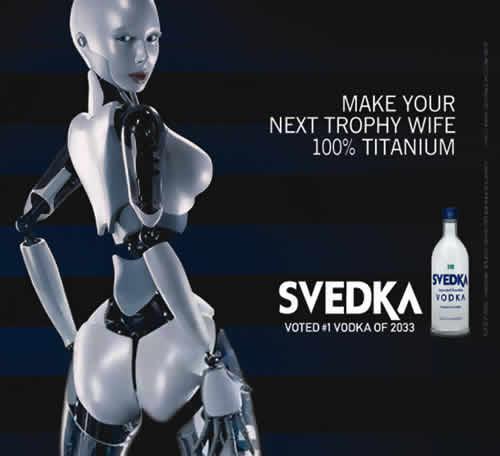 MAKE YOUR
NEXT TROPHY WIFE
100% TITANIUM
SVEDKA
VOTED #1 VODKA OF 2033
SVEDKA
VODKA